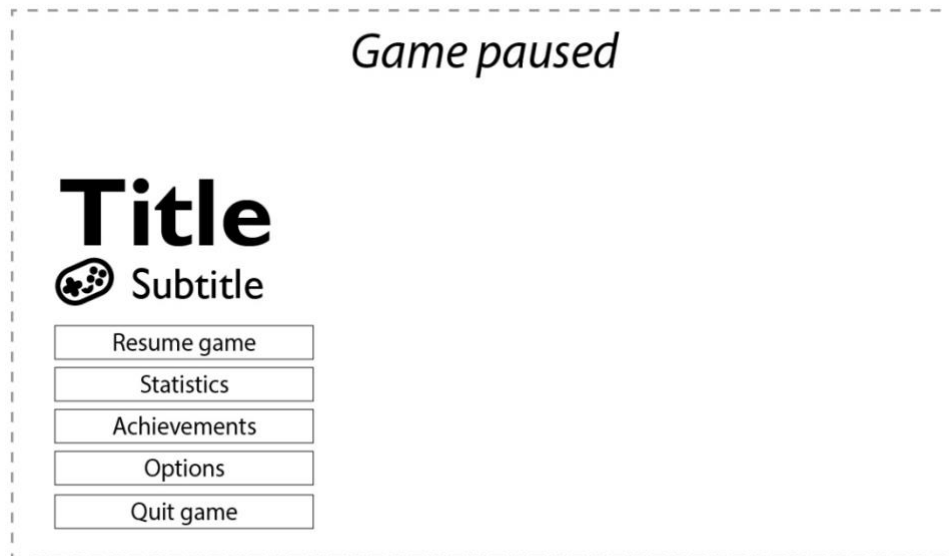 Game paused
Title
Subtitle
Resume game
Statistics
Achievements
Options
Quit game